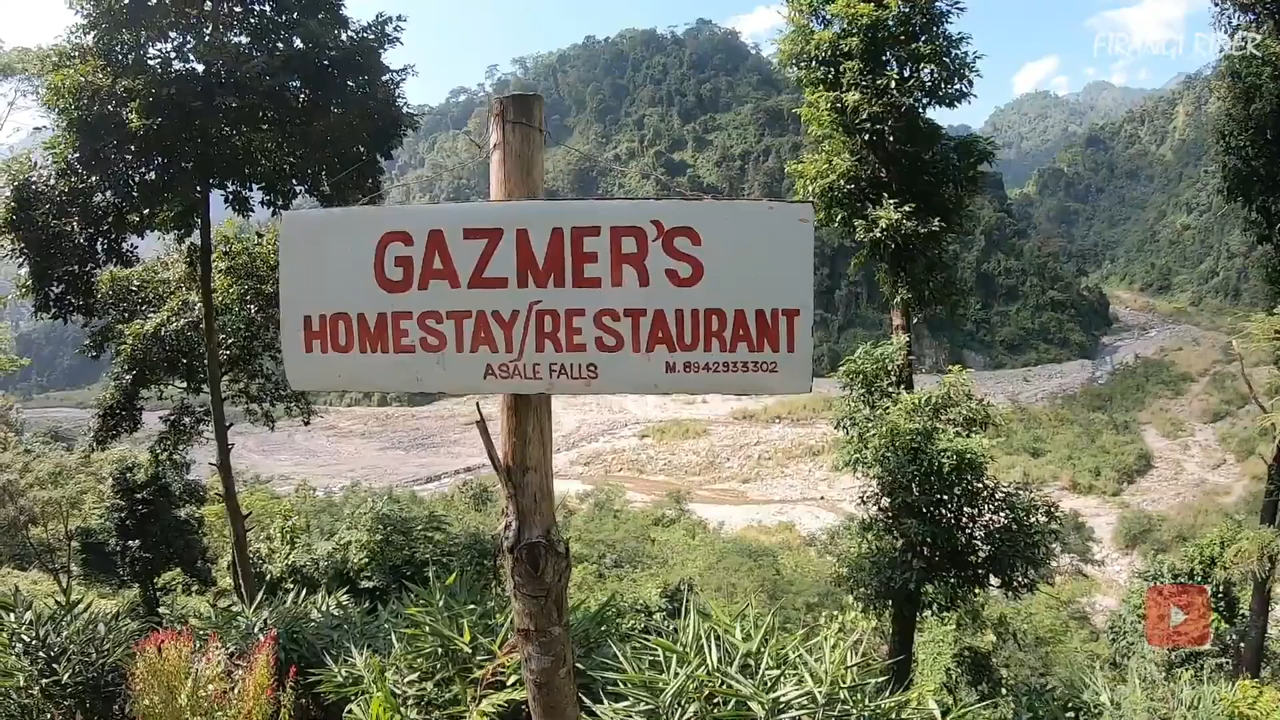 FIRANGI RIDER
GAZMER'S
HOMESTAY/RESTAURANT
ASALE FALLS M.8942933302